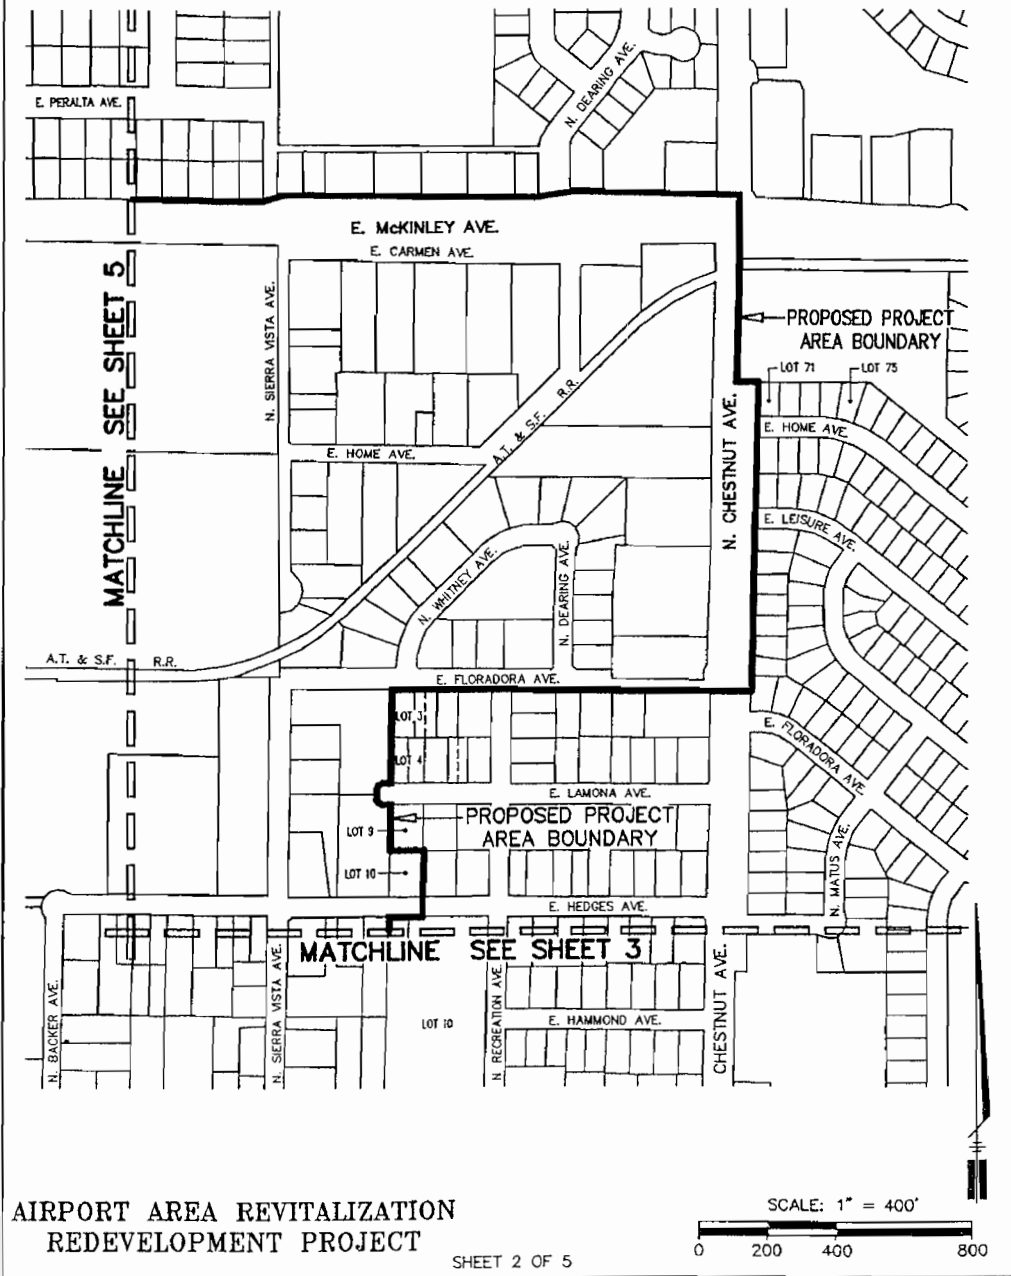 N. DEARING AVE.
E. PERALTA AVE.
E. McKINLEY AVE.
E. CARMEN AVE.
MATCHLINE SEE SHEET 5
N. SIERRA VISTA AVE.
PROPOSED PROJECT
AREA BOUNDARY
LOT 71
LOT 75
A.T. & S.F. R.R.
N. CHESTNUT AVE.
E. HOME AVE.
E. HOME AVE.
E. LEISURE AVE.
N. WHITNEY AVE.
N. DEARING AVE.
A.T. & S.F. R.R.
E. FLORADORA AVE.
LOT 3
E. FLORADORA AVE.
LOT 4
E. LAMONA AVE.
PROPOSED PROJECT
AREA BOUNDARY
LOT 9
LOT 10
N. MATUS AVE.
E. HEDGES AVE.
MATCHLINE SEE SHEET 3
N. BACKER AVE.
N. SIERRA VISTA AVE.
LOT 10
N. RECREATION AVE.
E. HAMMOND AVE.
CHESTNUT AVE.
AIRPORT AREA REVITALIZATION
REDEVELOPMENT PROJECT
SHEET 2 OF 5
SCALE: 1" = 400'
0 200 400 800